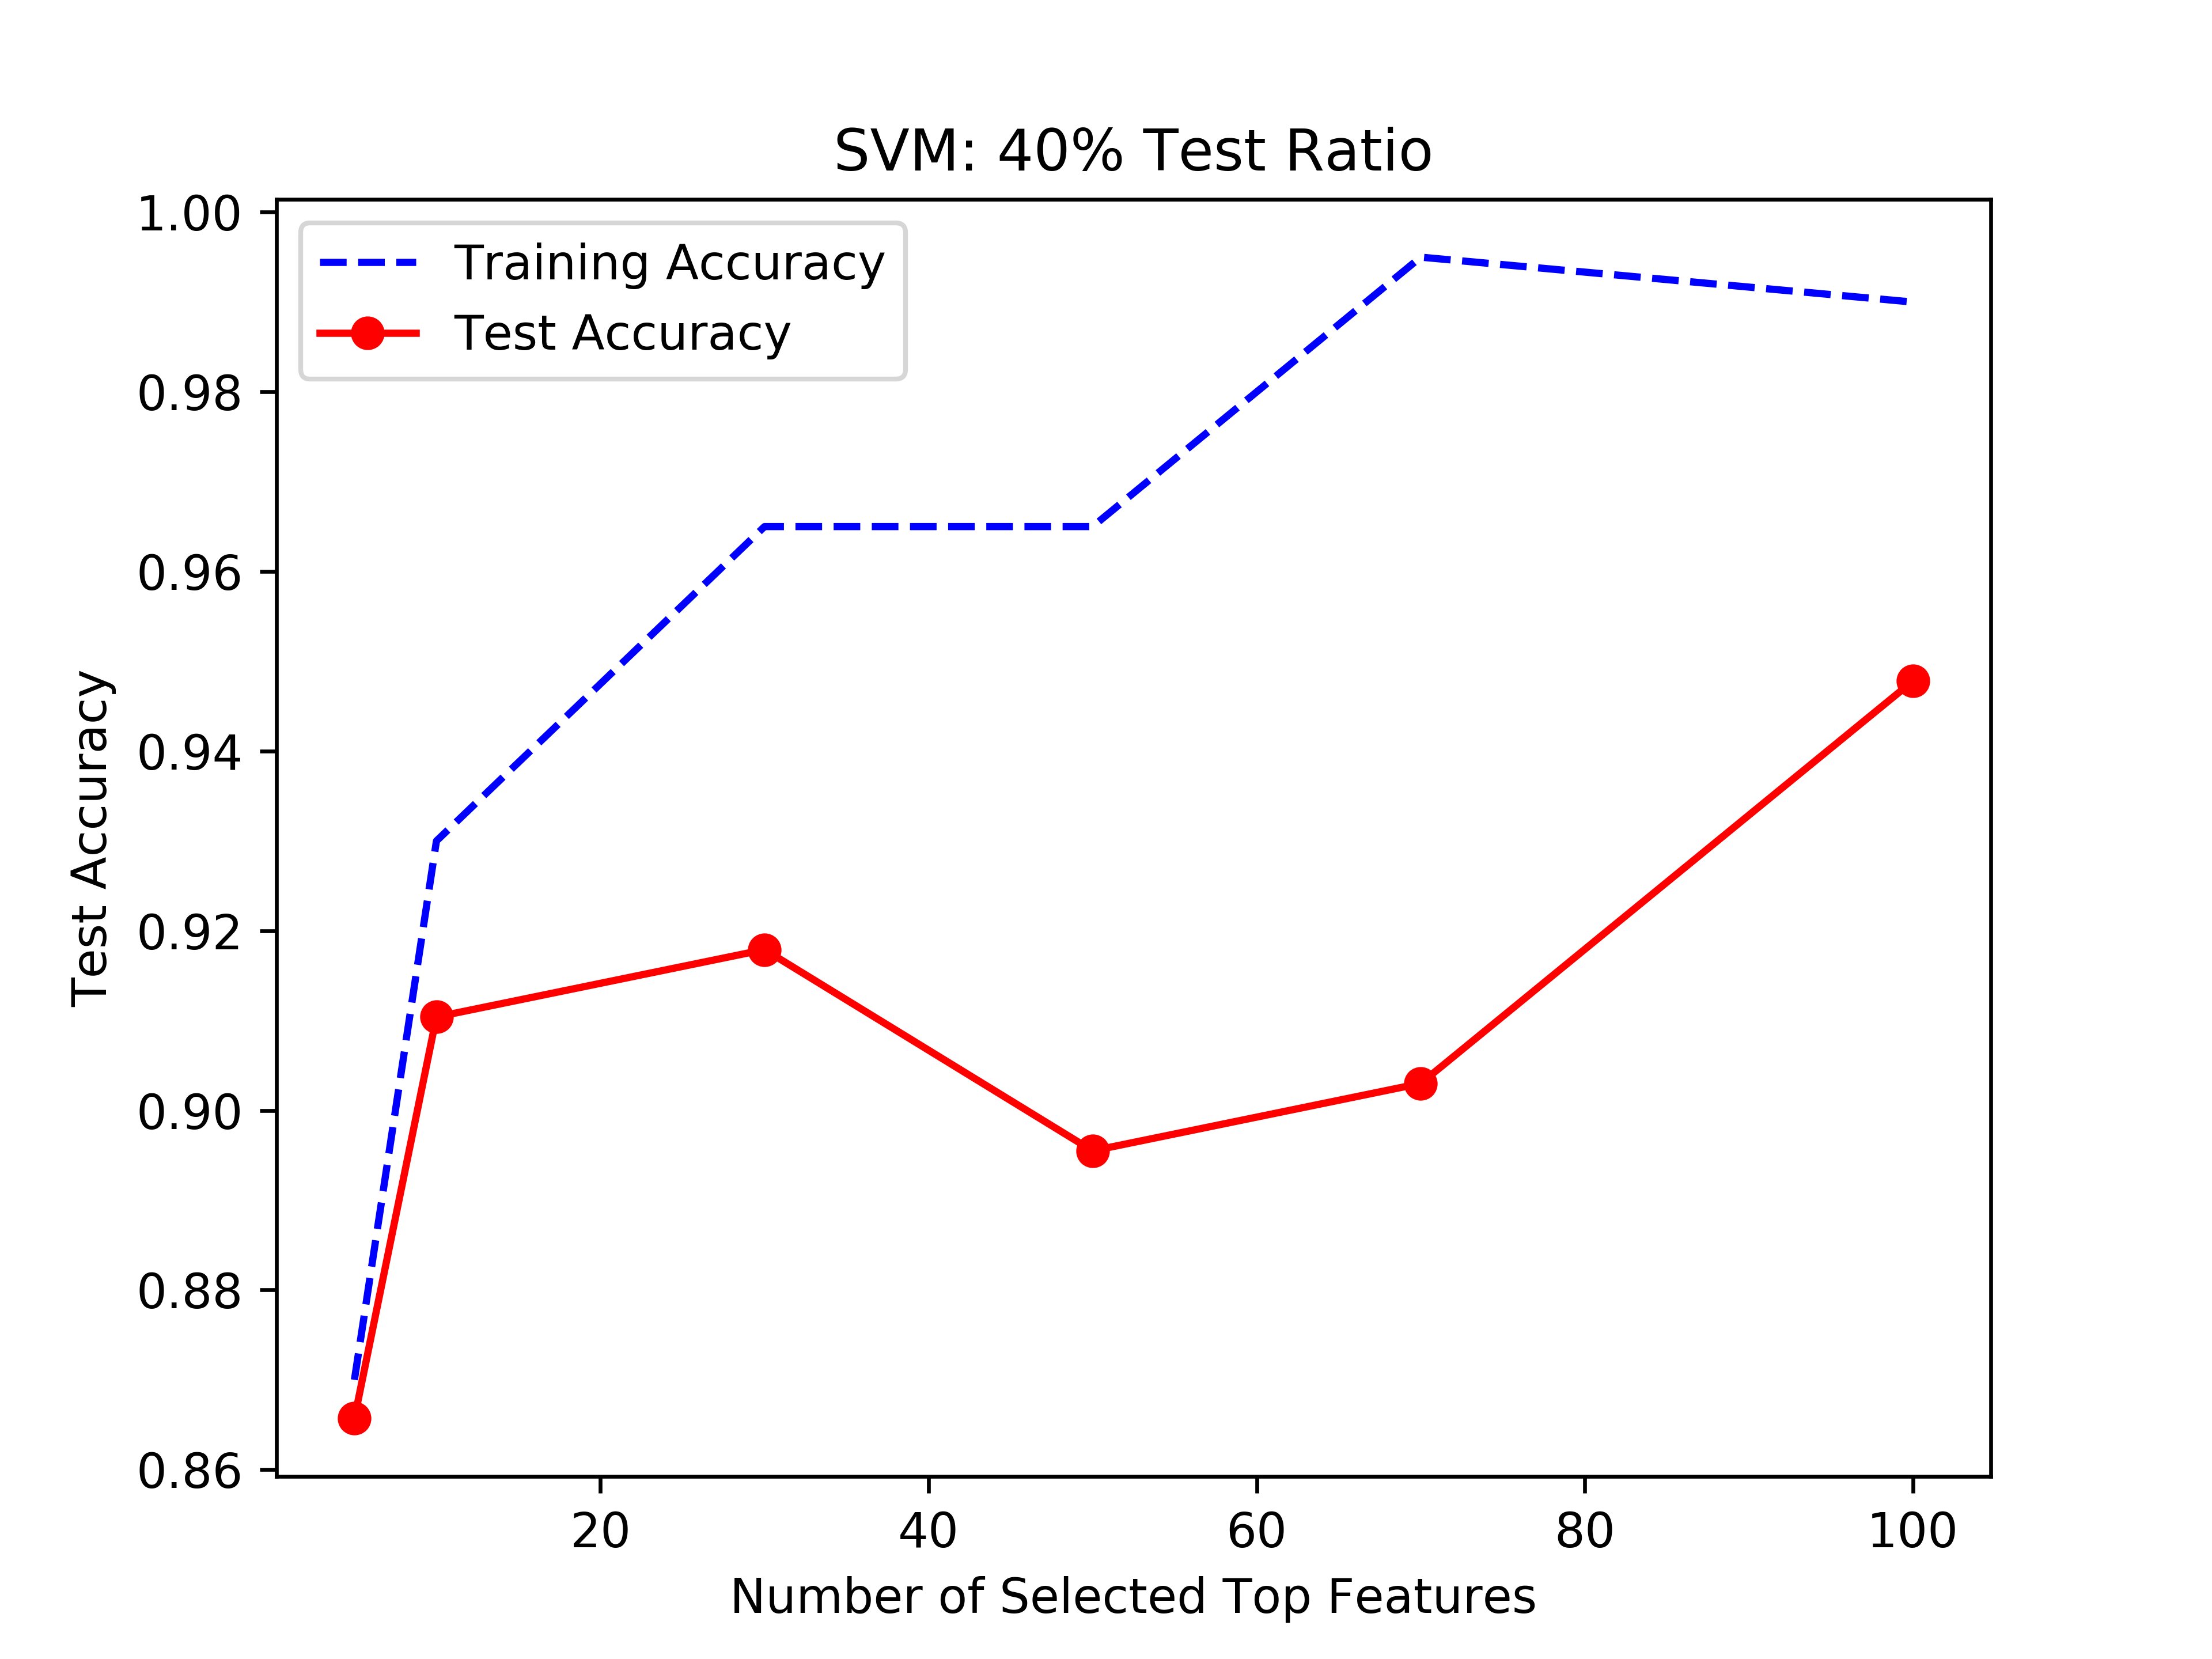 SVM: 40% Test Ratio
1.00
0.98
0.96
0.94
0.92
0.90
0.88
0.86
Test Accuracy
Training Accuracy
Test Accuracy
20 40 60 80 100
Number of Selected Top Features